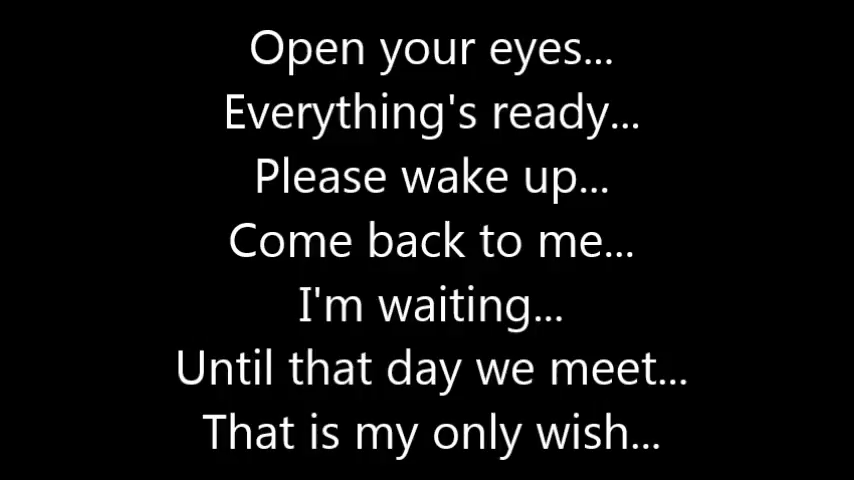 Open your eyes...
Everything's ready...
Please wake up...
Come back to me...
I'm waiting...
Until that day we meet...
That is my only wish...